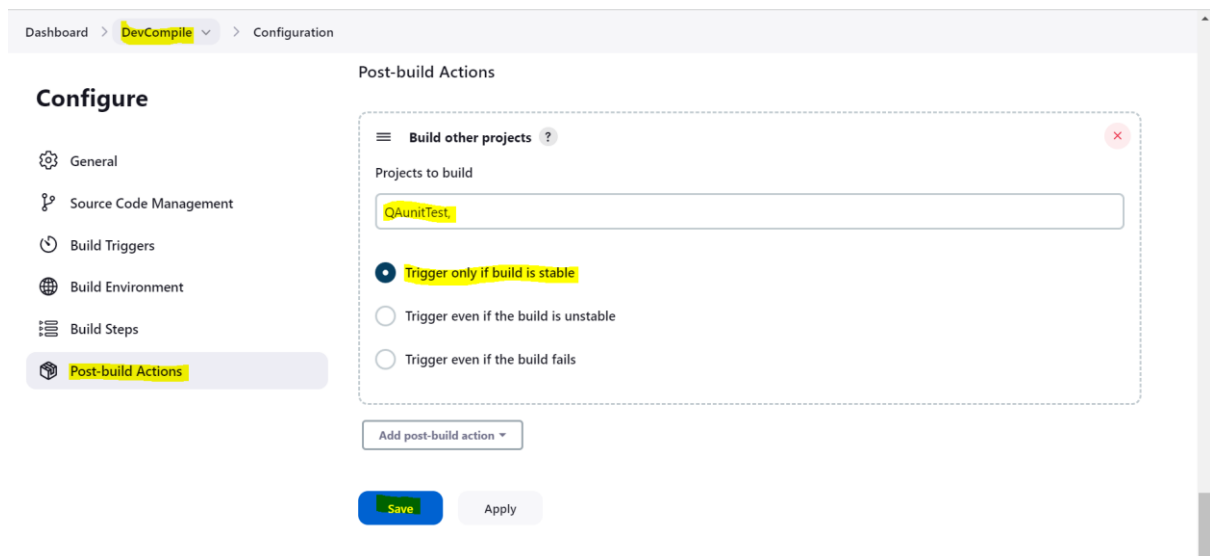 Dashboard > DevCompile > Configuration
Configure
General
Source Code Management
Build Triggers
Build Environment
Build Steps
Post-build Actions
Post-build Actions
Build other projects ?
Projects to build
QAunitTest,
Trigger only if build is stable
Trigger even if the build is unstable
Trigger even if the build fails
Add post-build action
Save Apply